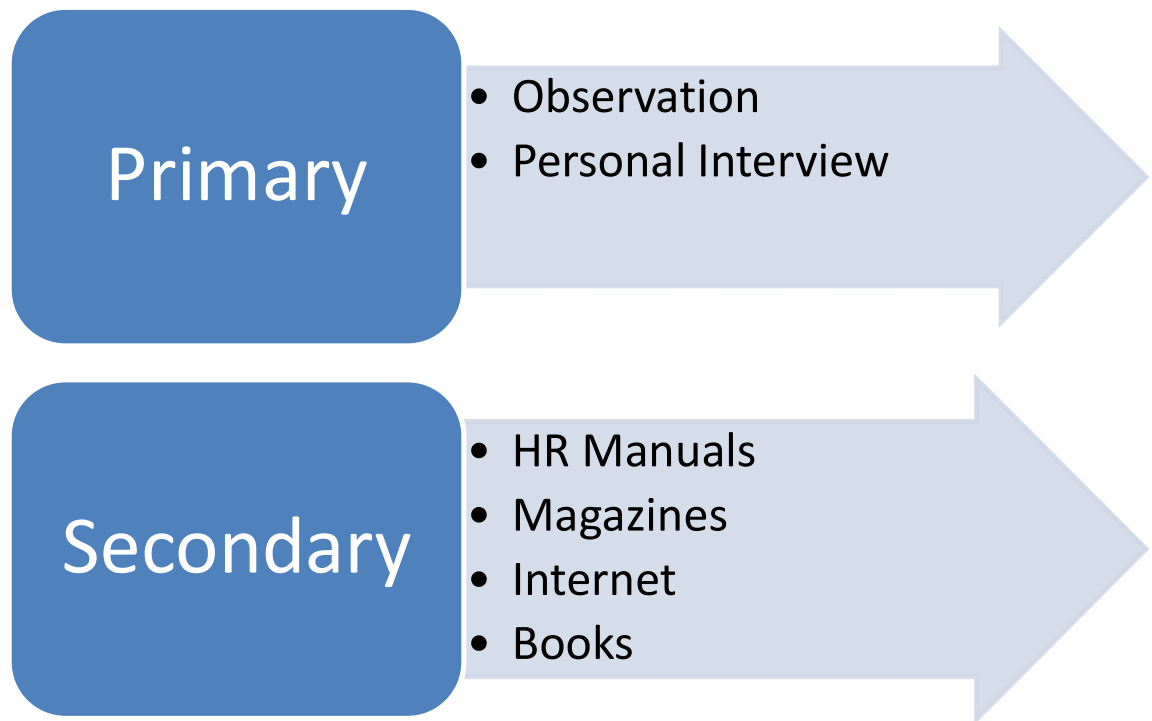 Primary
• Observation
• Personal Interview
Secondary
• HR Manuals
• Magazines
• Internet
• Books